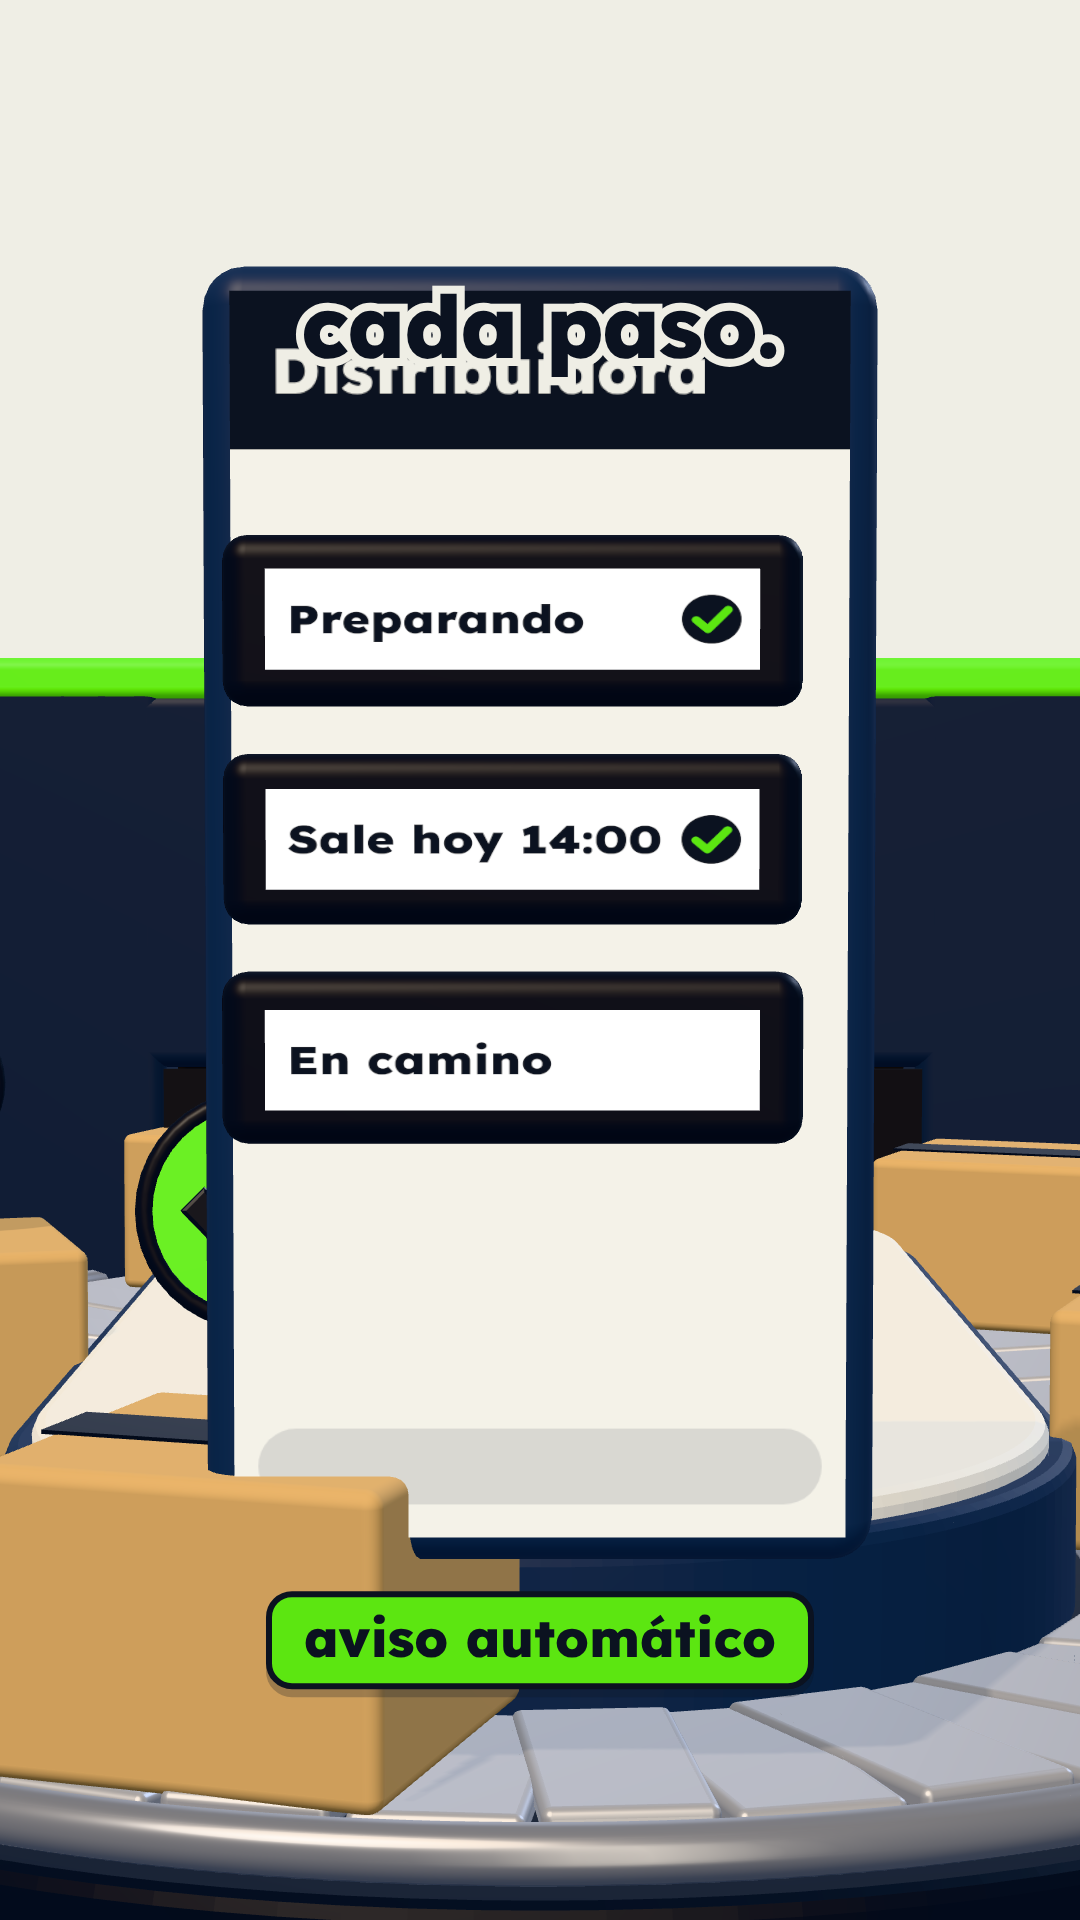 cada paso.
Distribuidora
Preparando
Sale hoy 14:00
En camino
aviso automático